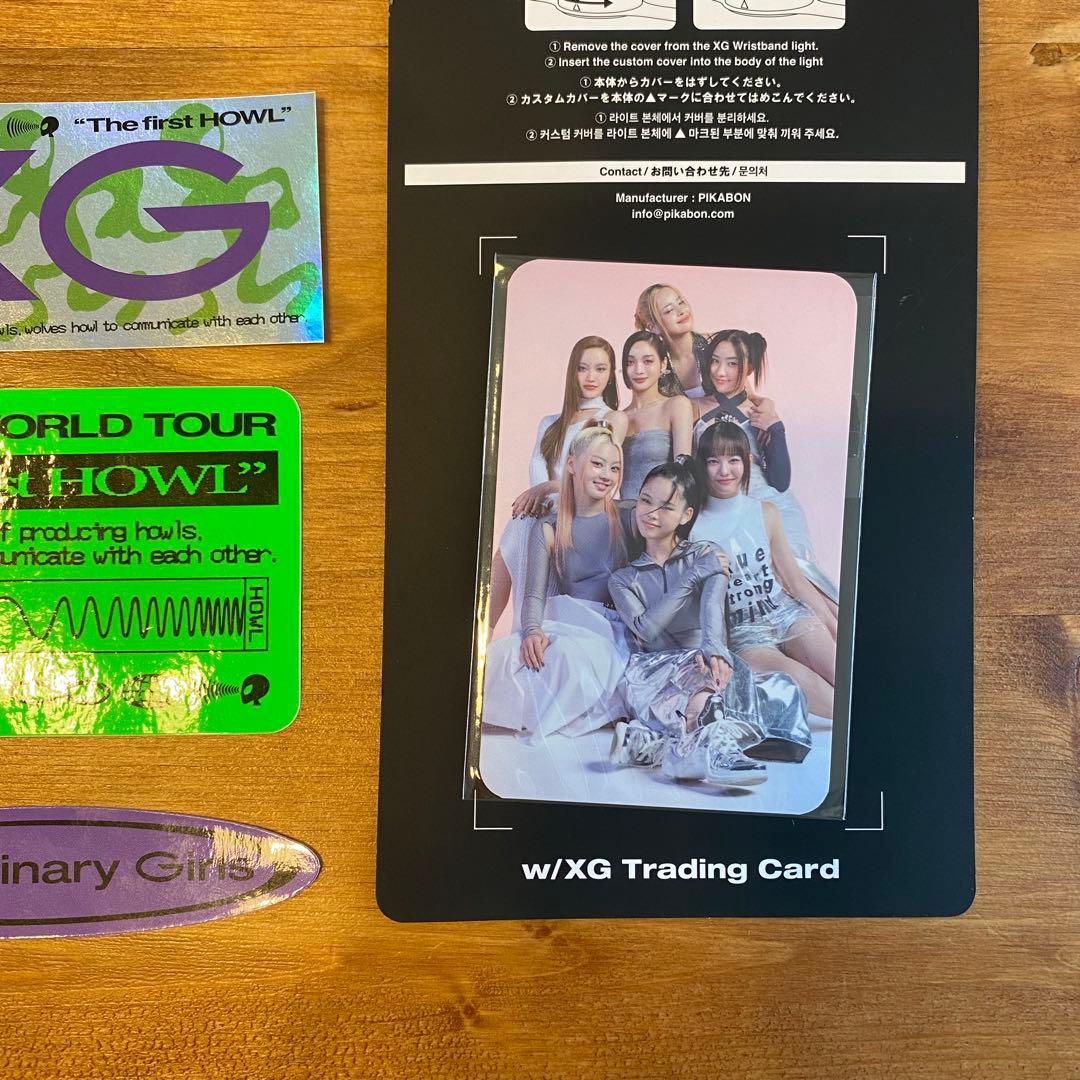 ① Remove the cover from the XG Wristband light.
② Insert the custom cover into the body of the light
① 本体からカバーをはずしてください。
② カスタムカバーを本体の▲マークに合わせてはめこんでください。
① 라이트 본체에서 커버를 분리하세요.
② 커스텀 커버를 라이트 본체에 ▲ 마크된 부분에 맞춰 끼워 주세요.
Contact / お問い合わせ先 / 문의처
Manufacturer : PIKABON
info@pikabon.com
w/XG Trading Card
“The first HOWL”
XG
wls, wolves howl to communicate with each other.
WORLD TOUR
st HOWL”
f producing howls,
municate with each other.
HOWL
inary Girls
eart
trong